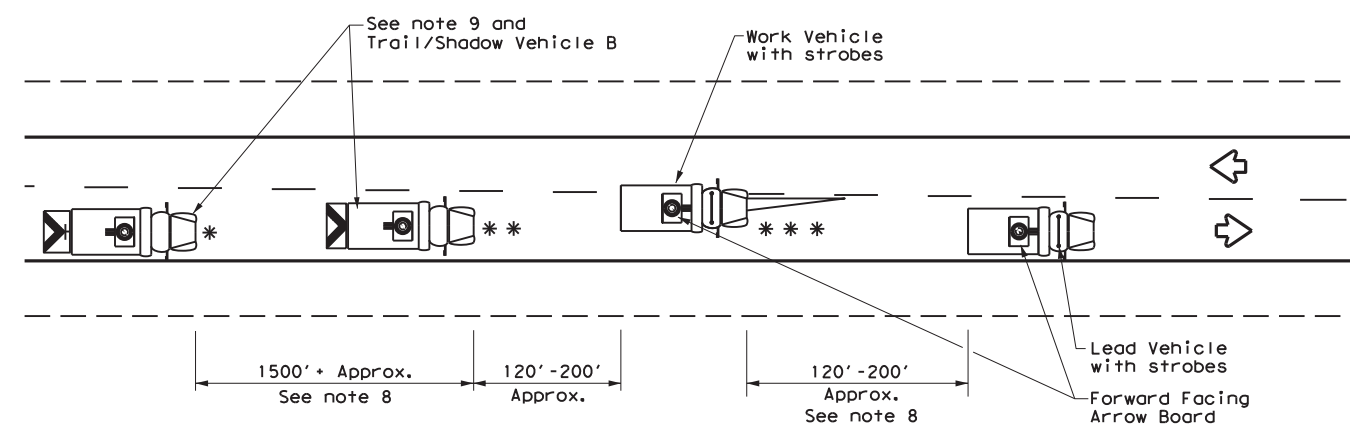 See note 9 and
Trail/Shadow Vehicle B
Work Vehicle
with strobes
*
* *
* * *
1500'+ Approx.
See note 8
120'-200'
Approx.
120'-200'
Approx.
See note 8
Lead Vehicle
with strobes
Forward Facing
Arrow Board